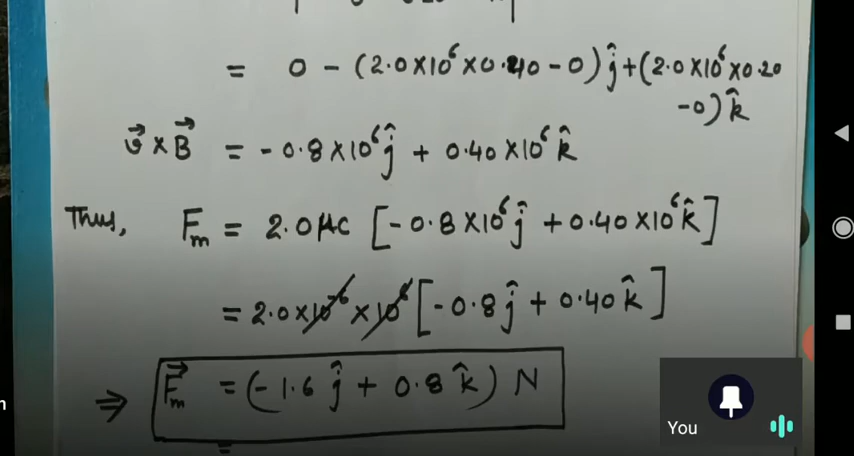 = 0 - (2.0×10⁶×0.40-0)ĵ+(2.0×10⁶×0.20
-0)k̂
v⃗ × B⃗ = -0.8×10⁶ĵ + 0.40×10⁶k̂
Thus, Fₘ = 2.0μC [-0.8×10⁶ĵ + 0.40×10⁶k̂]
= 2.0×10⁻⁶×10⁶[-0.8ĵ + 0.40k̂]
⇒ F⃗ₘ = (-1.6ĵ + 0.8k̂) N
You